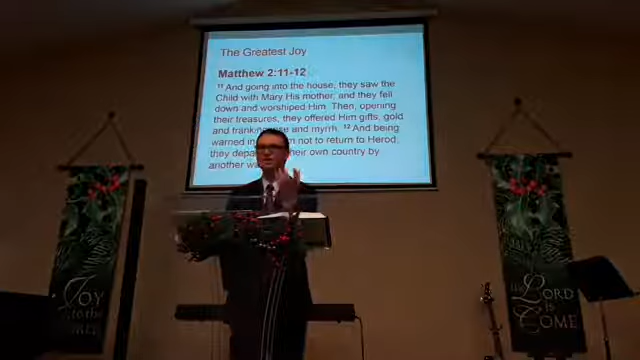 The Greatest Joy
Matthew 2:11-12
11 And going into the house, they saw the
Child with Mary His mother, and they fell
down and worshiped Him. Then, opening
their treasures, they offered Him gifts, gold
and and myrrh. 12 And being
warned not to return to Herod,
they their own country by
another
Joy
to the
LORD
is
COME